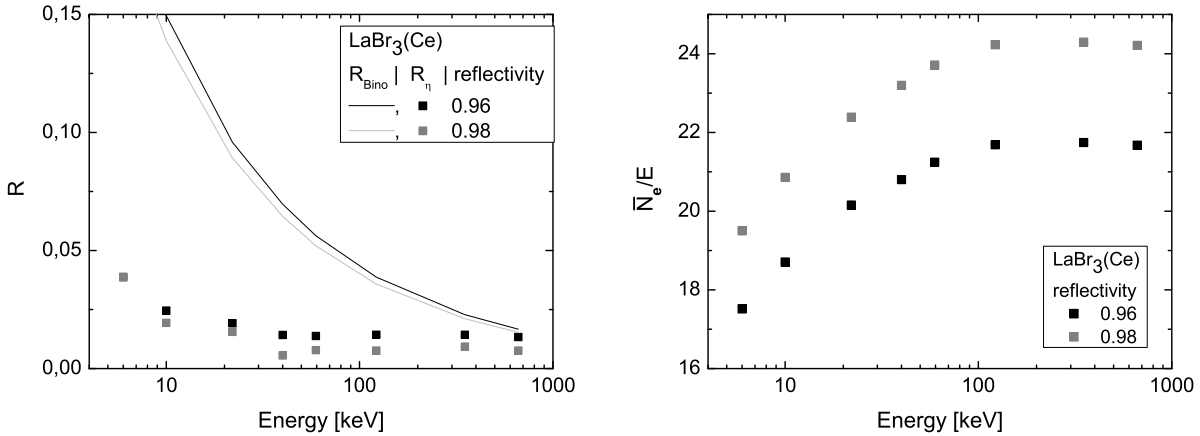 0,15
0,10
0,05
0,00
R
10 100 1000
Energy [keV]
LaBr3(Ce)
RBino | Rη | reflectivity
, 0.96
, 0.98
24
22
20
18
16
N̅e/E
10 100 1000
Energy [keV]
LaBr3(Ce)
reflectivity
0.96
0.98